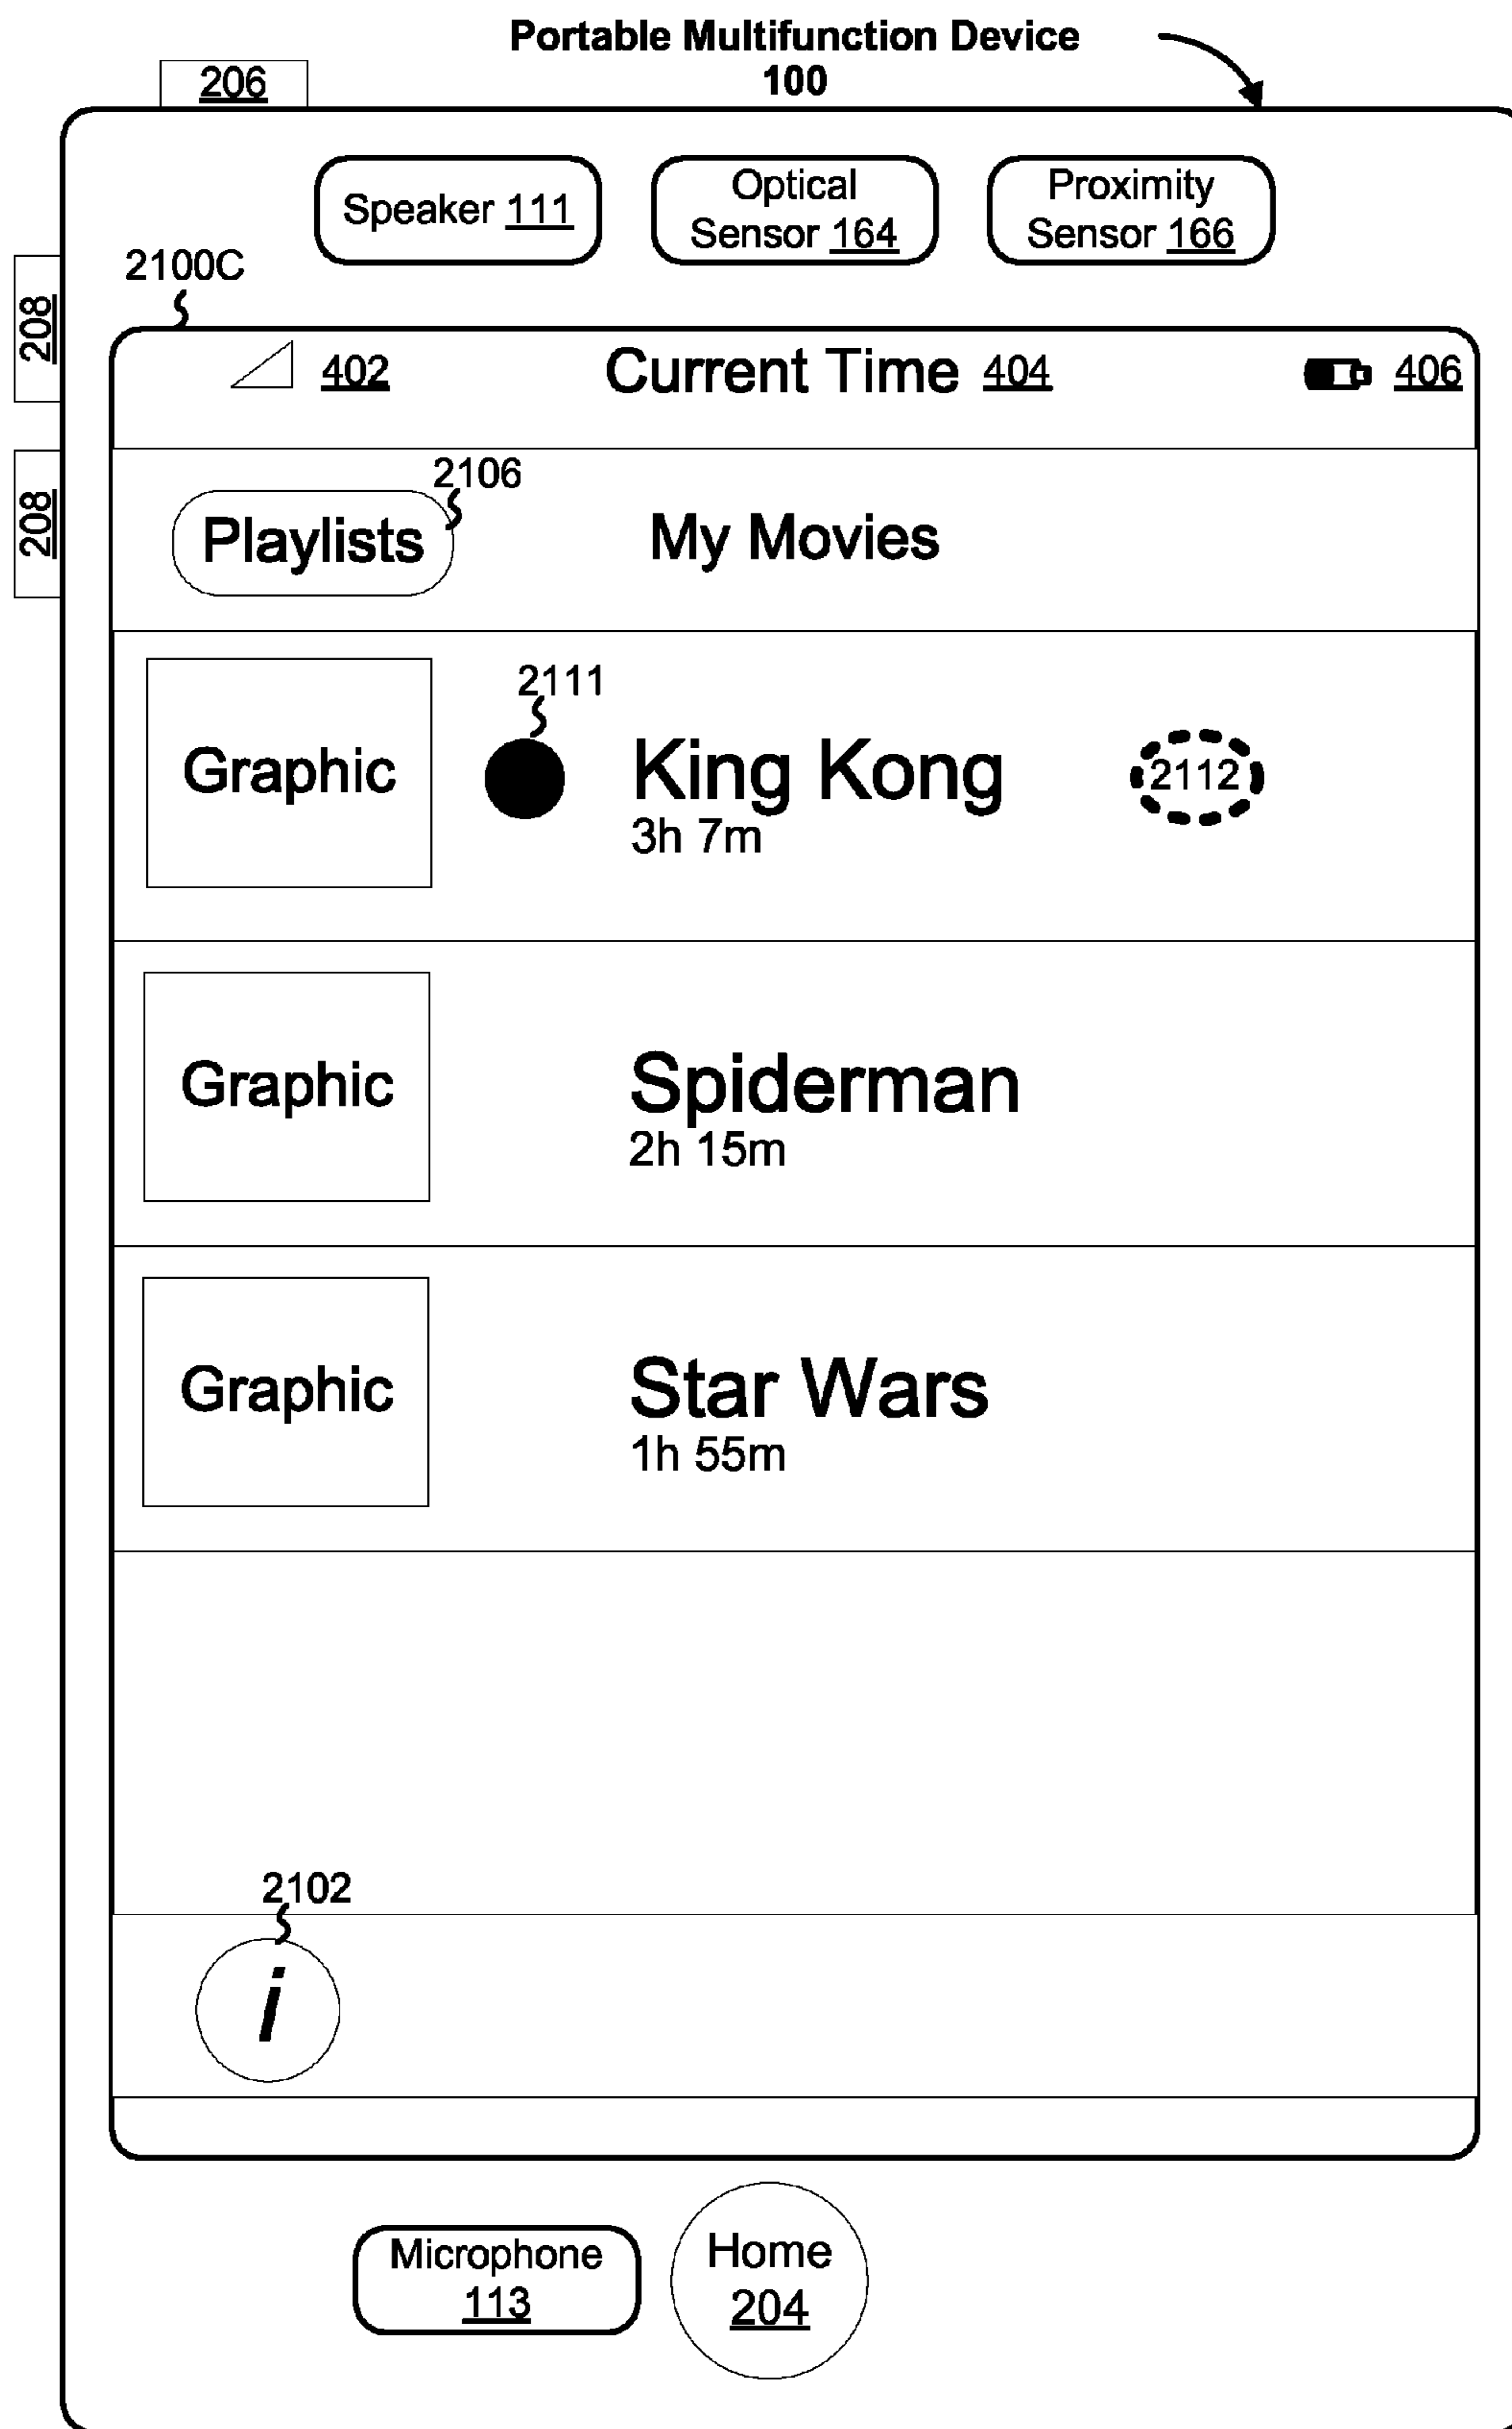 Portable Multifunction Device
100
206
Speaker 111
Optical
Sensor 164
Proximity
Sensor 166
2100C
208
402
Current Time 404
406
208
2106
Playlists
My Movies
2111
Graphic
King Kong
2112
3h 7m
Graphic
Spiderman
2h 15m
Graphic
Star Wars
1h 55m
2102
i
Microphone
113
Home
204